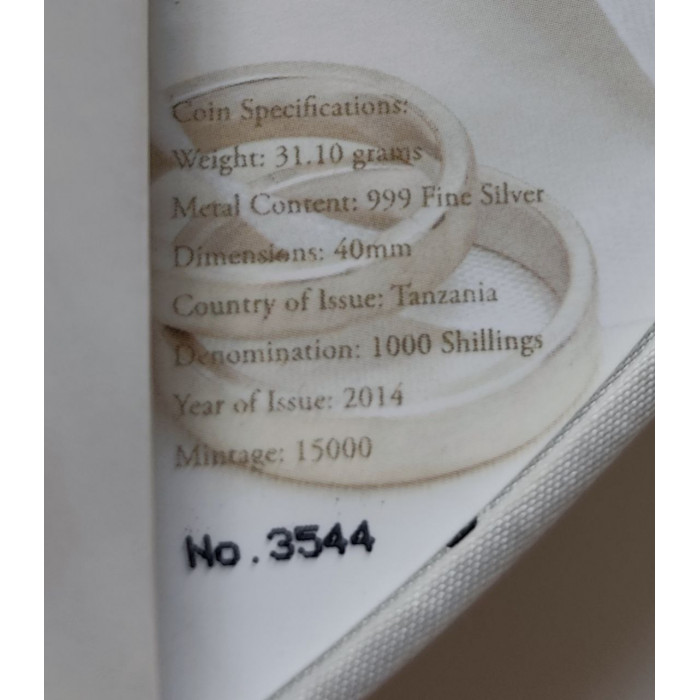 Coin Specifications:
Weight: 31.10 grams
Metal Content: 999 Fine Silver
Dimensions: 40mm
Country of Issue: Tanzania
Denomination: 1000 Shillings
Year of Issue: 2014
Mintage: 15000
No.3544